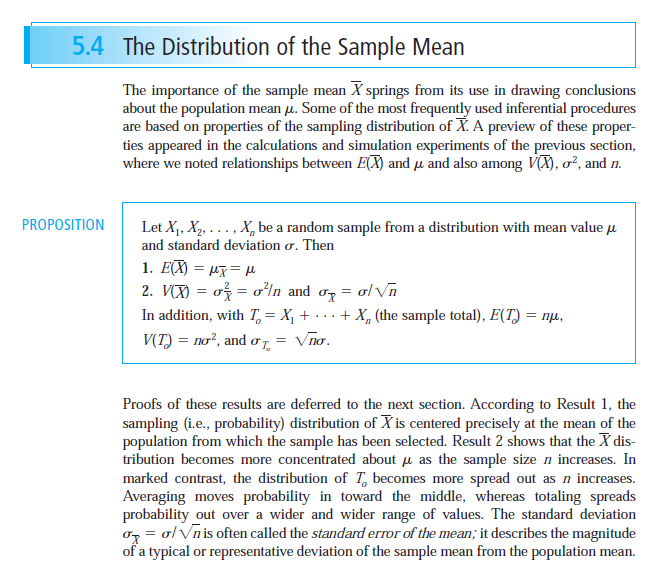 5.4 The Distribution of the Sample Mean
The importance of the sample mean X̅ springs from its use in drawing conclusions
about the population mean μ. Some of the most frequently used inferential procedures
are based on properties of the sampling distribution of X̅. A preview of these proper-
ties appeared in the calculations and simulation experiments of the previous section,
where we noted relationships between E(X̅) and μ and also among V(X̅), σ², and n.
PROPOSITION
Let X₁, X₂, . . . , Xₙ be a random sample from a distribution with mean value μ
and standard deviation σ. Then
1. E(X̅) = μ_X̅ = μ
2. V(X̅) = σ²_X̅ = σ²/n and σ_X̅ = σ/√n
In addition, with Tₒ = X₁ + · · · + Xₙ (the sample total), E(Tₒ) = nμ,
V(Tₒ) = nσ², and σ_Tₒ = √nσ.
Proofs of these results are deferred to the next section. According to Result 1, the
sampling (i.e., probability) distribution of X̅ is centered precisely at the mean of the
population from which the sample has been selected. Result 2 shows that the X̅ dis-
tribution becomes more concentrated about μ as the sample size n increases. In
marked contrast, the distribution of Tₒ becomes more spread out as n increases.
Averaging moves probability in toward the middle, whereas totaling spreads
probability out over a wider and wider range of values. The standard deviation
σ_X̅ = σ/√n is often called the standard error of the mean; it describes the magnitude
of a typical or representative deviation of the sample mean from the population mean.